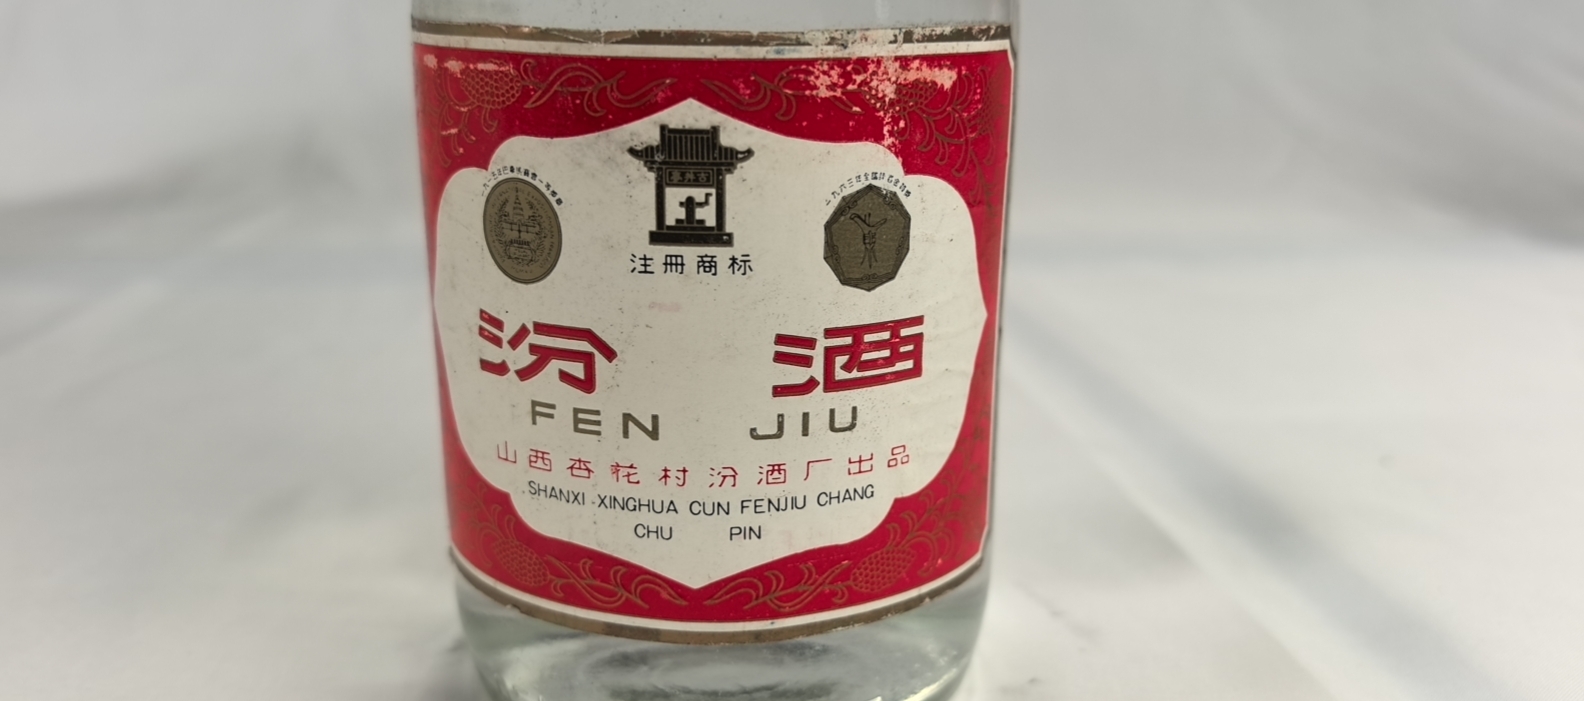 古井亭
注冊商标
汾酒
FEN JIU
山西杏花村汾酒厂出品
SHANXI XINGHUA CUN FENJIU CHANG
CHU PIN